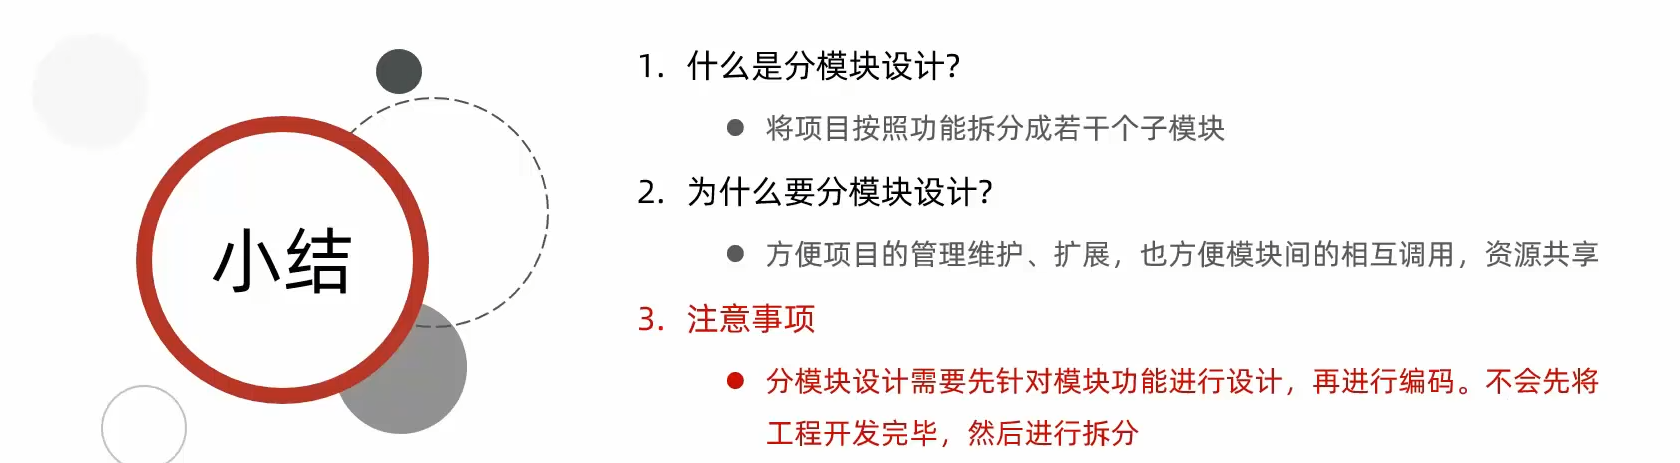 小结
1. 什么是分模块设计?
● 将项目按照功能拆分成若干个子模块
2. 为什么要分模块设计?
● 方便项目的管理维护、扩展，也方便模块间的相互调用，资源共享
3. 注意事项
● 分模块设计需要先针对模块功能进行设计，再进行编码。不会先将
工程开发完毕，然后进行拆分